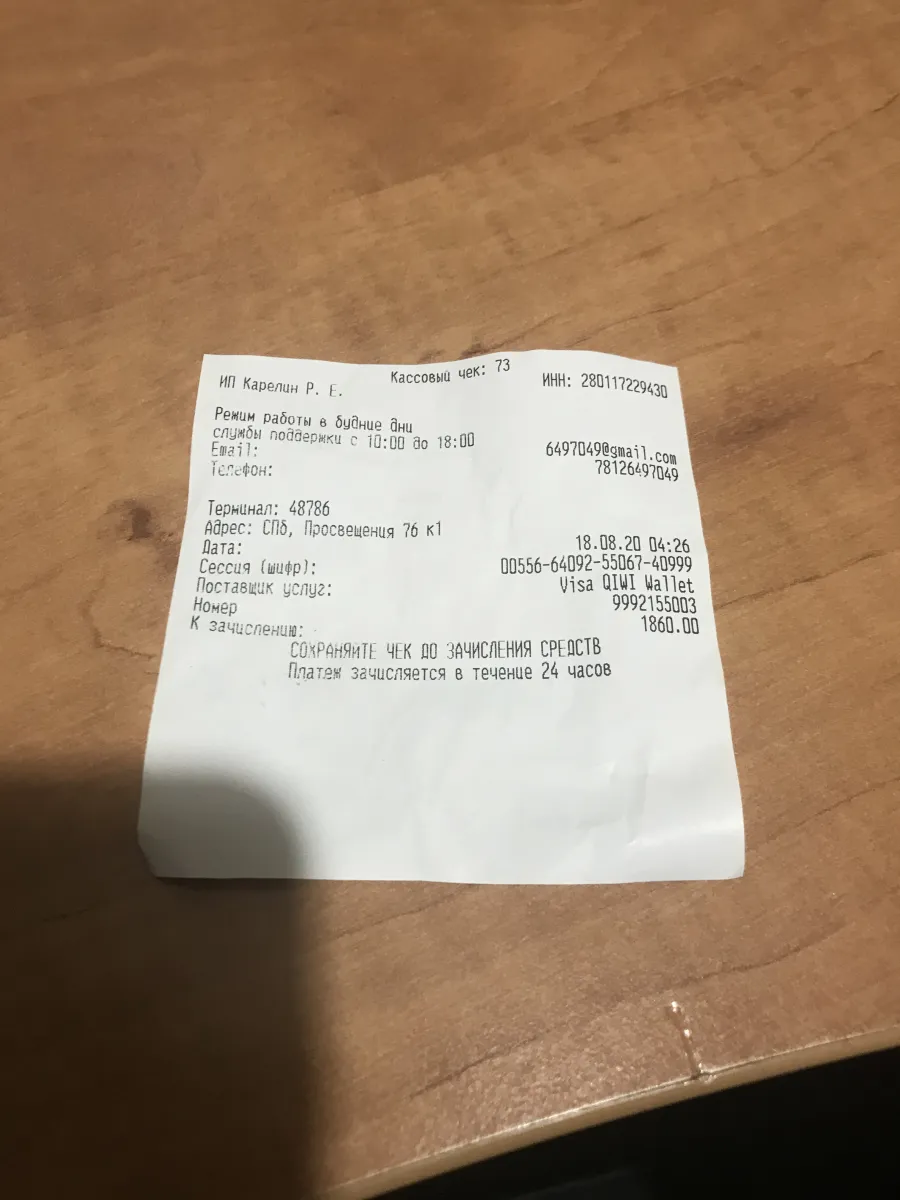 Кассовый чек: 73
ИП Карелин Р. Е. ИНН: 280117229430
Режим работы в будние дни
службы поддержки с 10:00 до 18:00
Email: 6497049@gmail.com
Телефон: 78126497049
Терминал: 48786
Адрес: СПб, Просвещения 76 к1
Дата: 18.08.20 04:26
Сессия (шифр): 00556-64092-55067-40999
Поставщик услуг: Visa QIWI Wallet
Номер 9992155003
К зачислению: 1860.00
СОХРАНЯЙТЕ ЧЕК ДО ЗАЧИСЛЕНИЯ СРЕДСТВ
Платеж зачисляется в течение 24 часов